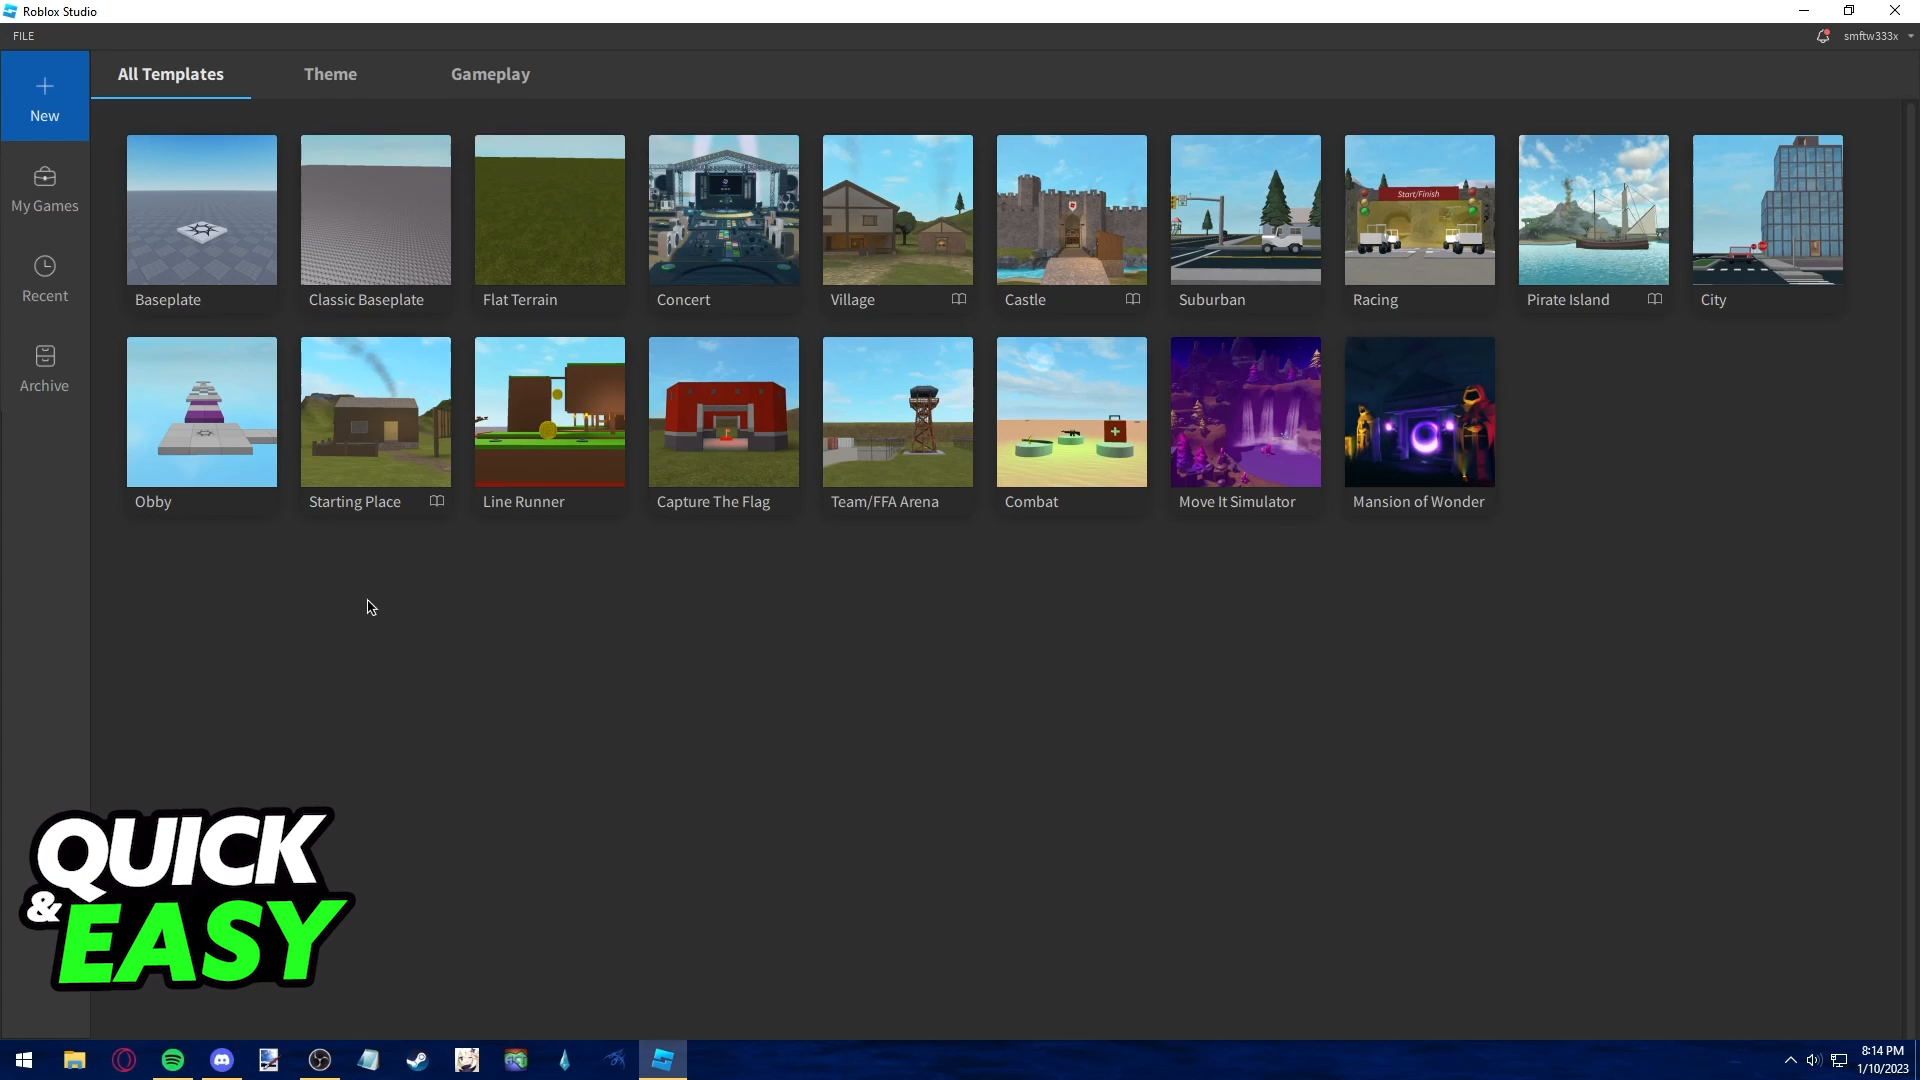 Roblox Studio
FILE
smftw333x
New
My Games
Recent
Archive
All Templates Theme Gameplay
Start/Finish
Baseplate Classic Baseplate Flat Terrain Concert Village Castle Suburban Racing Pirate Island City
Obby Starting Place Line Runner Capture The Flag Team/FFA Arena Combat Move It Simulator Mansion of Wonder
QUICK
& EASY
8:14 PM
1/10/2023